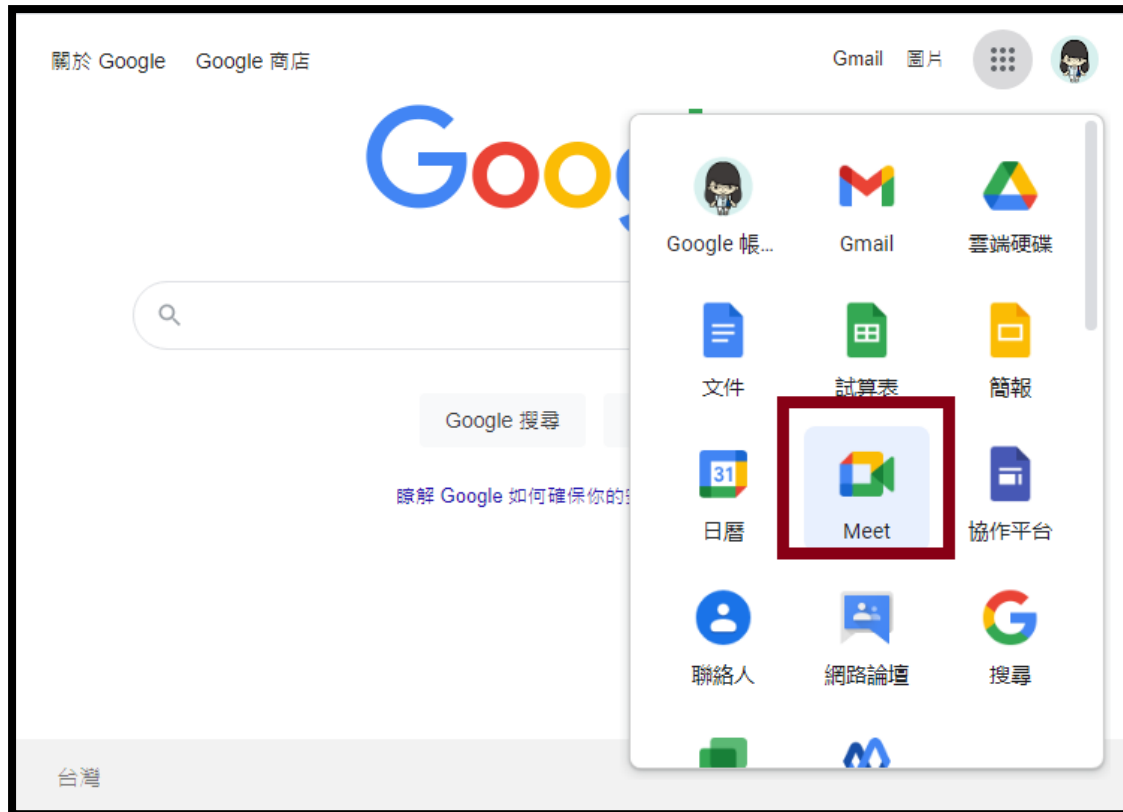 關於 Google Google 商店 Gmail 圖片
Goo
Google 帳... Gmail 雲端硬碟
文件 試算表 簡報
Google 搜尋
31
日曆 Meet 協作平台
瞭解 Google 如何確保你的
聯絡人 網路論壇 搜尋
台灣